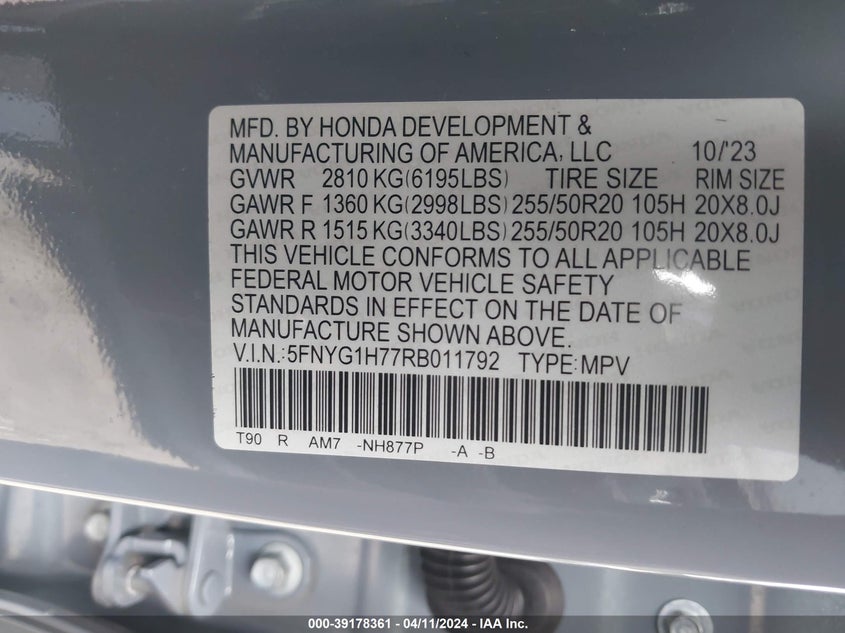 MFD. BY HONDA DEVELOPMENT &
MANUFACTURING OF AMERICA, LLC 10/'23
GVWR 2810 KG(6195LBS) TIRE SIZE RIM SIZE
GAWR F 1360 KG(2998LBS) 255/50R20 105H 20X8.0J
GAWR R 1515 KG(3340LBS) 255/50R20 105H 20X8.0J
THIS VEHICLE CONFORMS TO ALL APPLICABLE
FEDERAL MOTOR VEHICLE SAFETY
STANDARDS IN EFFECT ON THE DATE OF
MANUFACTURE SHOWN ABOVE.
V.I.N.:5FNYG1H77RB011792 TYPE:MPV
T90 R AM7 -NH877P -A -B
000-39178361 / 04/11/2024 - IAAI.COM